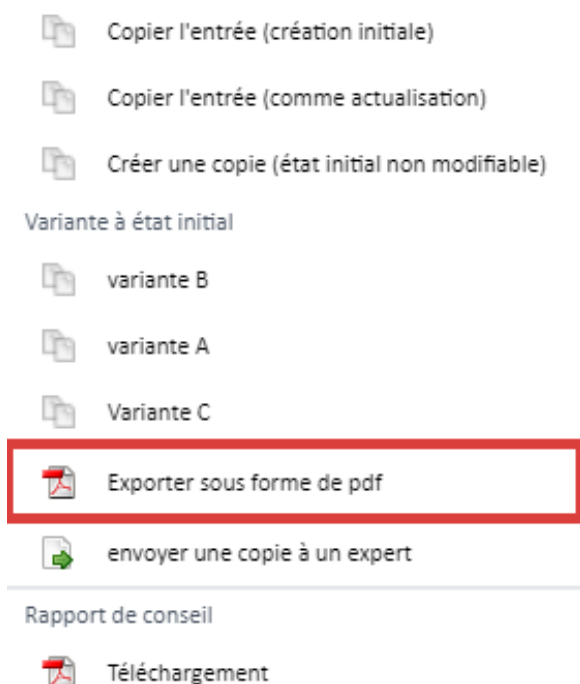 Copier l'entrée (création initiale)
Copier l'entrée (comme actualisation)
Créer une copie (état initial non modifiable)
Variante à état initial
variante B
variante A
Variante C
Exporter sous forme de pdf
envoyer une copie à un expert
Rapport de conseil
Téléchargement